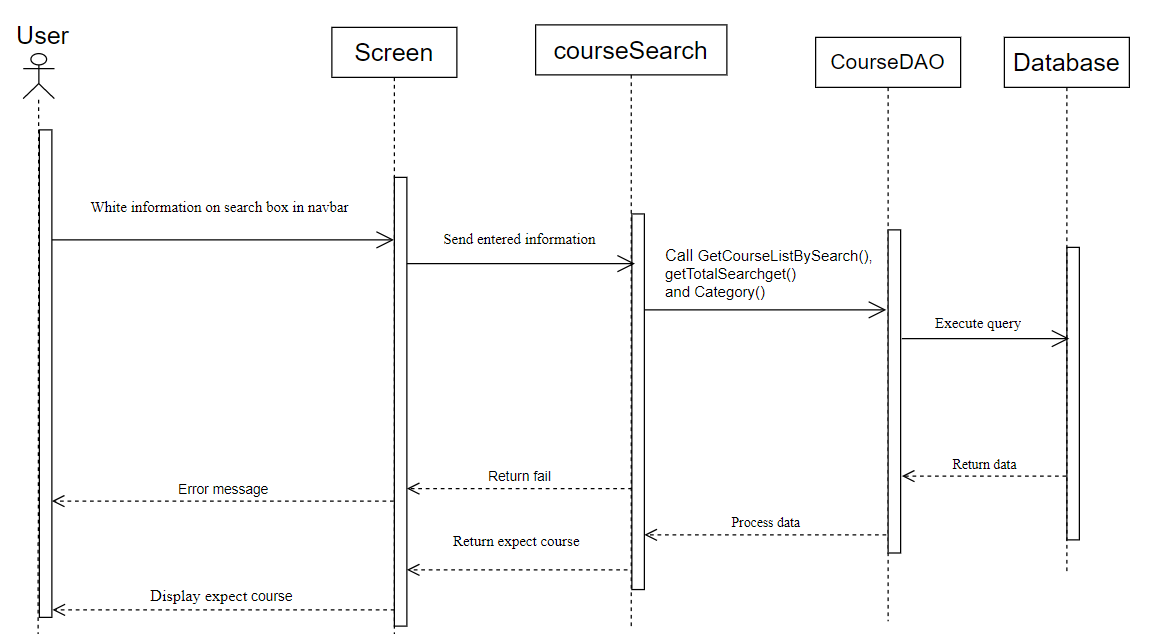 User
Screen
courseSearch
CourseDAO
Database
White information on search box in navbar
Send entered information
Call GetCourseListBySearch(),
getTotalSearchget()
and Category()
Execute query
Return data
Return fail
Error message
Process data
Return expect course
Display expect course